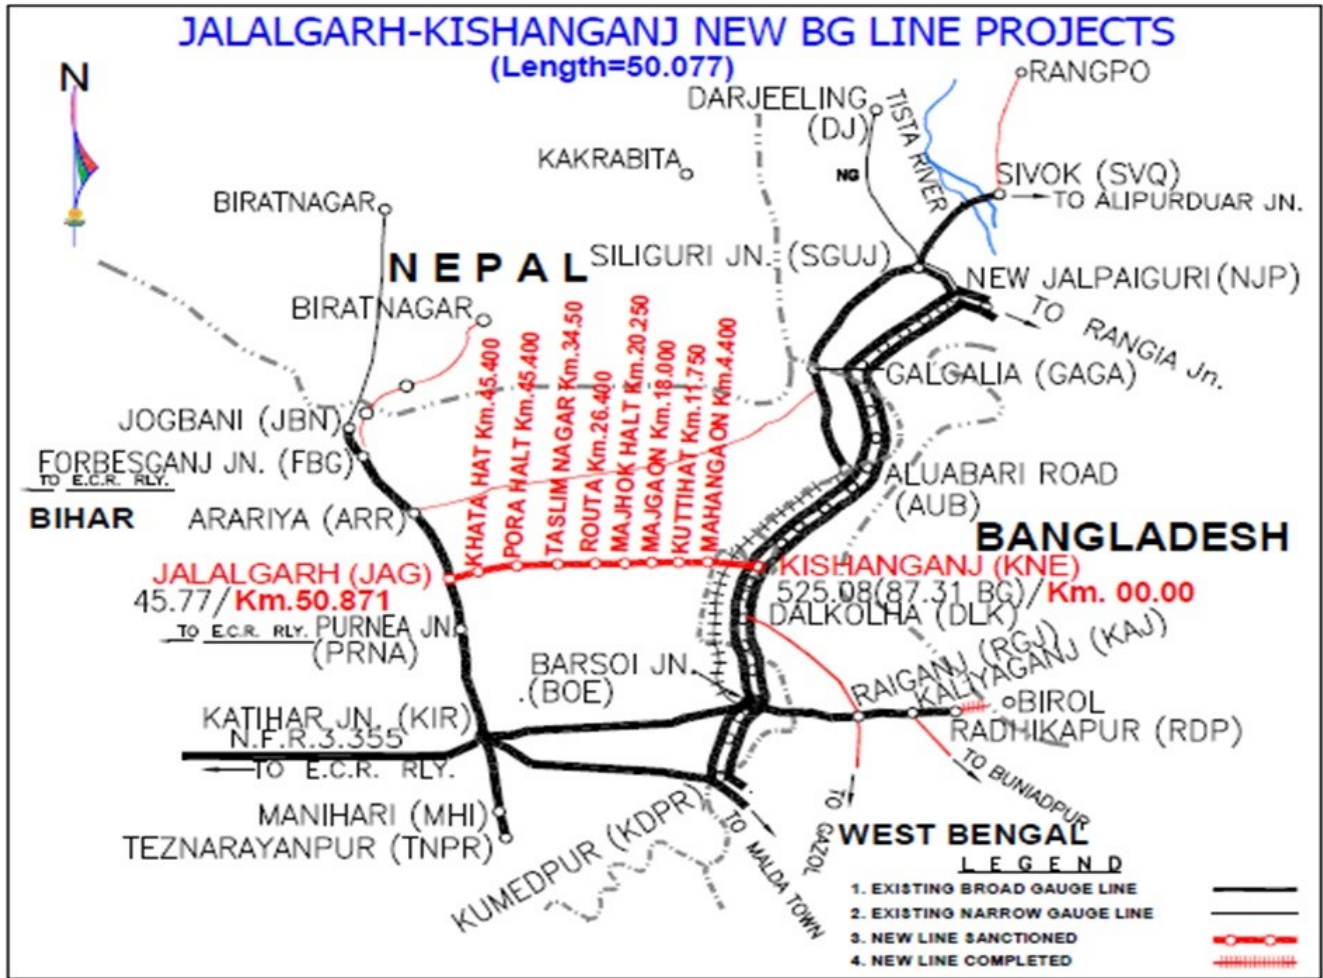 JALALGARH-KISHANGANJ NEW BG LINE PROJECTS
(Length=50.077)
N
RANGPO
DARJEELING
(DJ)
TISTA RIVER
KAKRABITA
NG
SIVOK (SVQ)
TO ALIPURDUAR JN.
BIRATNAGAR
NEPAL
SILIGURI JN. (SGUJ)
NEW JALPAIGURI (NJP)
TO RANGIA Jn.
BIRATNAGAR
KHATA HAT Km.45.400
PORA HALT Km.45.400
TASLIM NAGAR Km.34.50
ROUTA Km.26.400
MAJHOK HALT Km.20.250
MAJGAON Km.18.000
KUTTIHAT Km.11.750
MAHANGAON Km.4.400
GALGALIA (GAGA)
JOGBANI (JBN)
FORBESGANJ JN. (FBG)
TO E.C.R. RLY.
BIHAR
ARARIYA (ARR)
ALUABARI ROAD
(AUB)
BANGLADESH
JALALGARH (JAG)
45.77/Km.50.871
KISHANGANJ (KNE)
525.08(87.31 BG)/Km. 00.00
DALKOLHA (DLK)
TO E.C.R. RLY.
PURNEA JN.
(PRNA)
BARSOI JN.
.(BOE)
RAIGANJ (RGJ)
KALIYAGANJ (KAJ)
BIROL
RADHIKAPUR (RDP)
KATIHAR JN. (KIR)
N.F.R.3.355
TO E.C.R. RLY.
MANIHARI (MHI)
TEZNARAYANPUR (TNPR)
KUMEDPUR (KDPR)
TO MALDA TOWN
TO GAZOL
TO BUNIADPUR
WEST BENGAL
LEGEND
1. EXISTING BROAD GAUGE LINE
2. EXISTING NARROW GAUGE LINE
3. NEW LINE SANCTIONED
4. NEW LINE COMPLETED